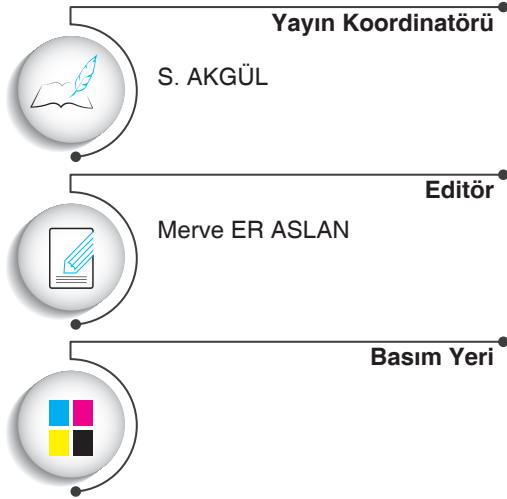 Yayın Koordinatörü
S. AKGÜL
Editör
Merve ER ASLAN
Basım Yeri